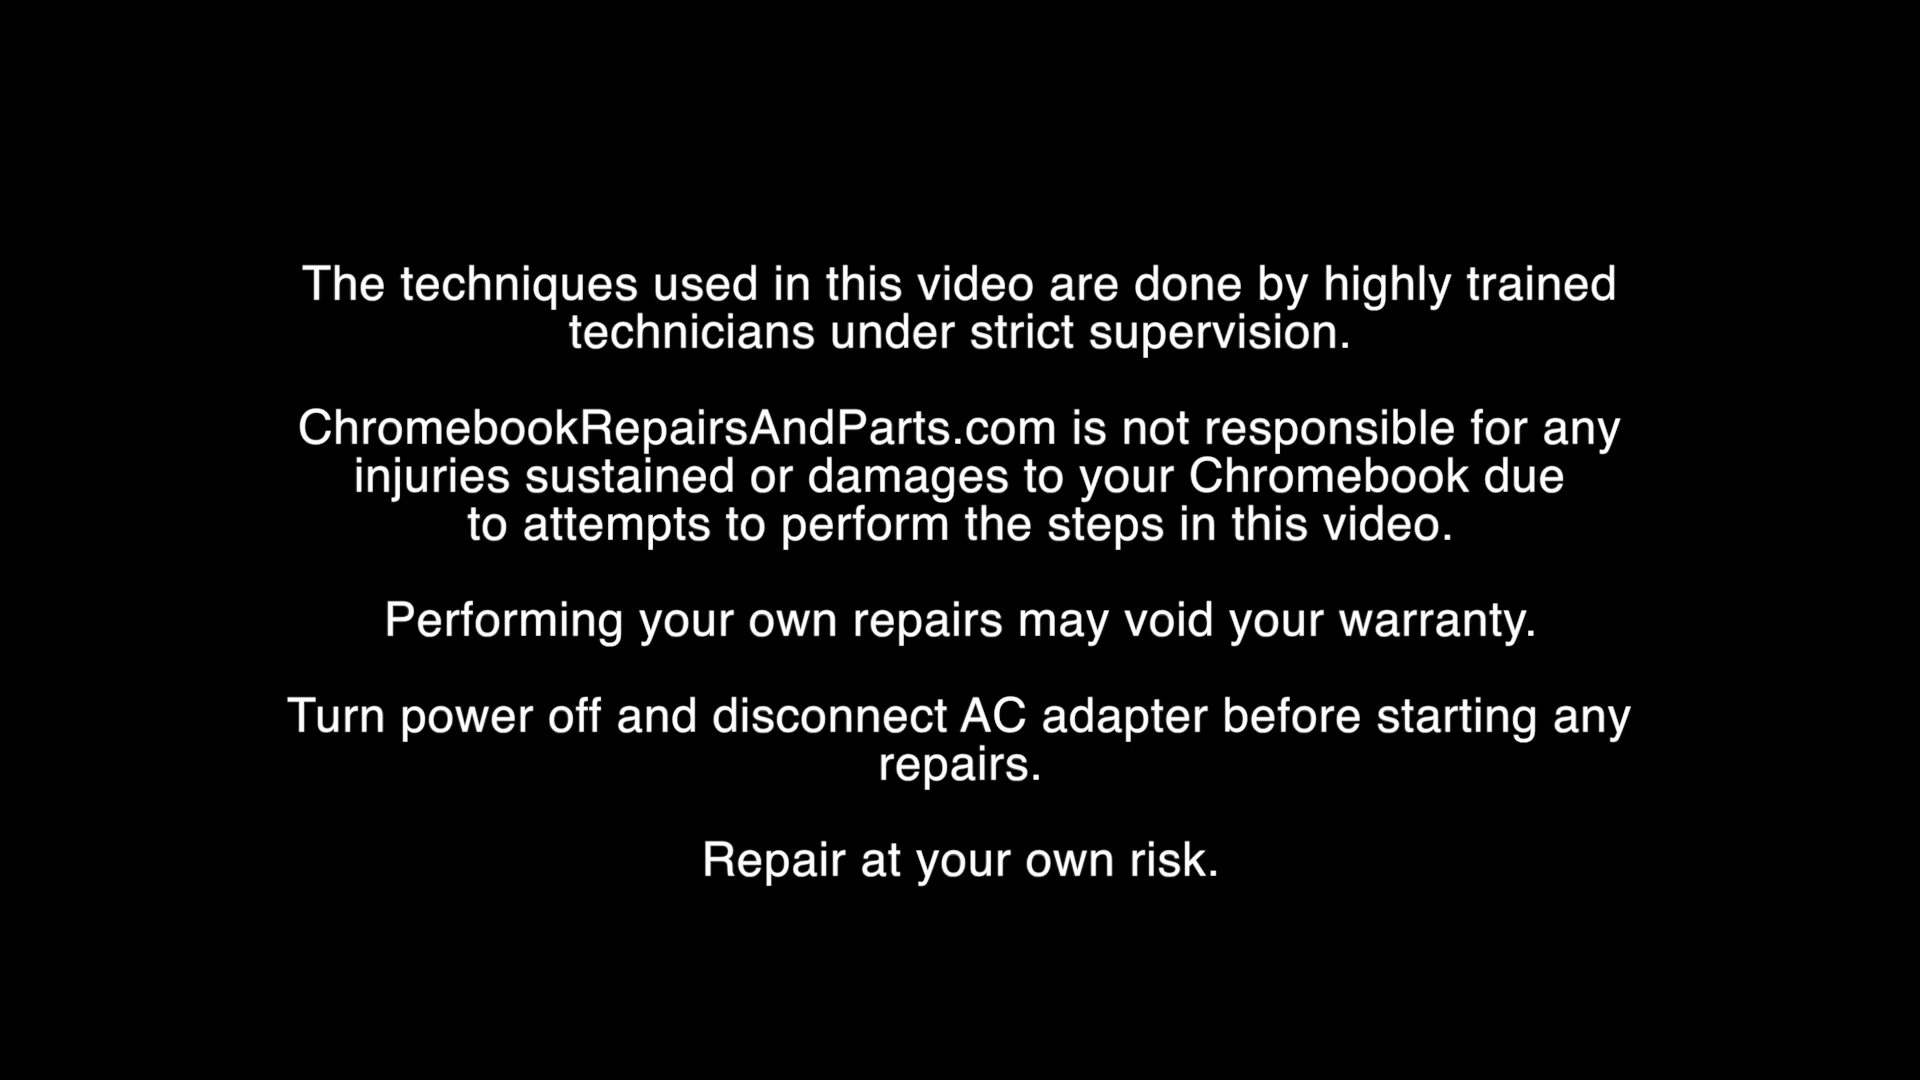 The techniques used in this video are done by highly trained
technicians under strict supervision.
ChromebookRepairsAndParts.com is not responsible for any
injuries sustained or damages to your Chromebook due
to attempts to perform the steps in this video.
Performing your own repairs may void your warranty.
Turn power off and disconnect AC adapter before starting any
repairs.
Repair at your own risk.